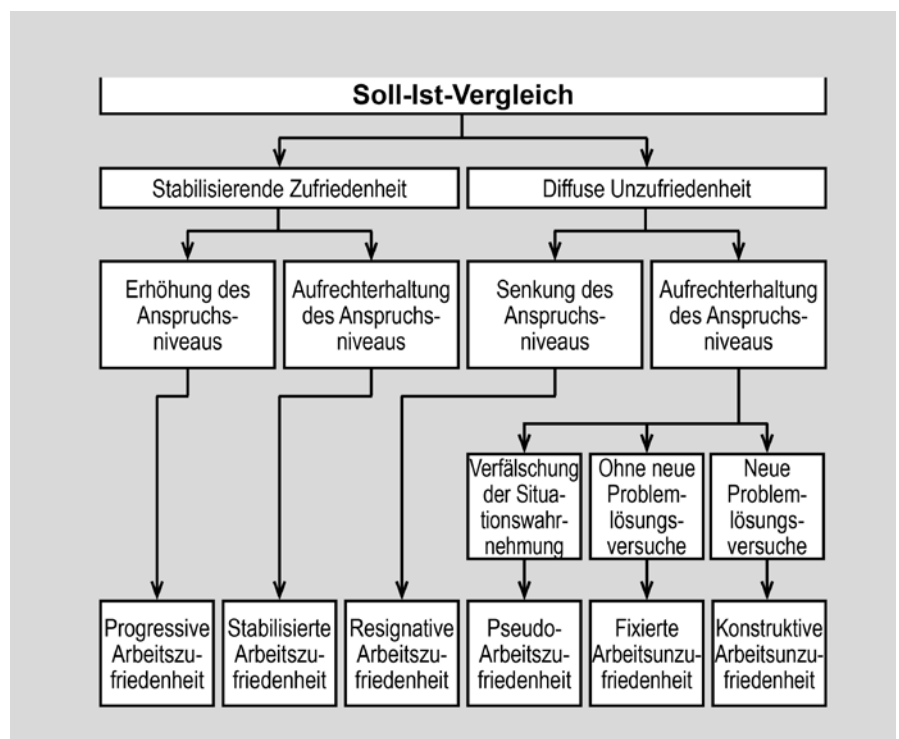 Soll-Ist-Vergleich
Stabilisierende Zufriedenheit
Diffuse Unzufriedenheit
Erhöhung des
Anspruchs-
niveaus
Aufrechterhaltung
des Anspruchs-
niveaus
Senkung des
Anspruchs-
niveaus
Aufrechterhaltung
des Anspruchs-
niveaus
Verfälschung
der Situa-
tionswahr-
nehmung
Ohne neue
Problem-
lösungs-
versuche
Neue
Problem-
lösungs-
versuche
Progressive
Arbeitszu-
friedenheit
Stabilisierte
Arbeitszu-
friedenheit
Resignative
Arbeitszu-
friedenheit
Pseudo-
Arbeitszu-
friedenheit
Fixierte
Arbeitsunzu-
friedenheit
Konstruktive
Arbeitsunzu-
friedenheit